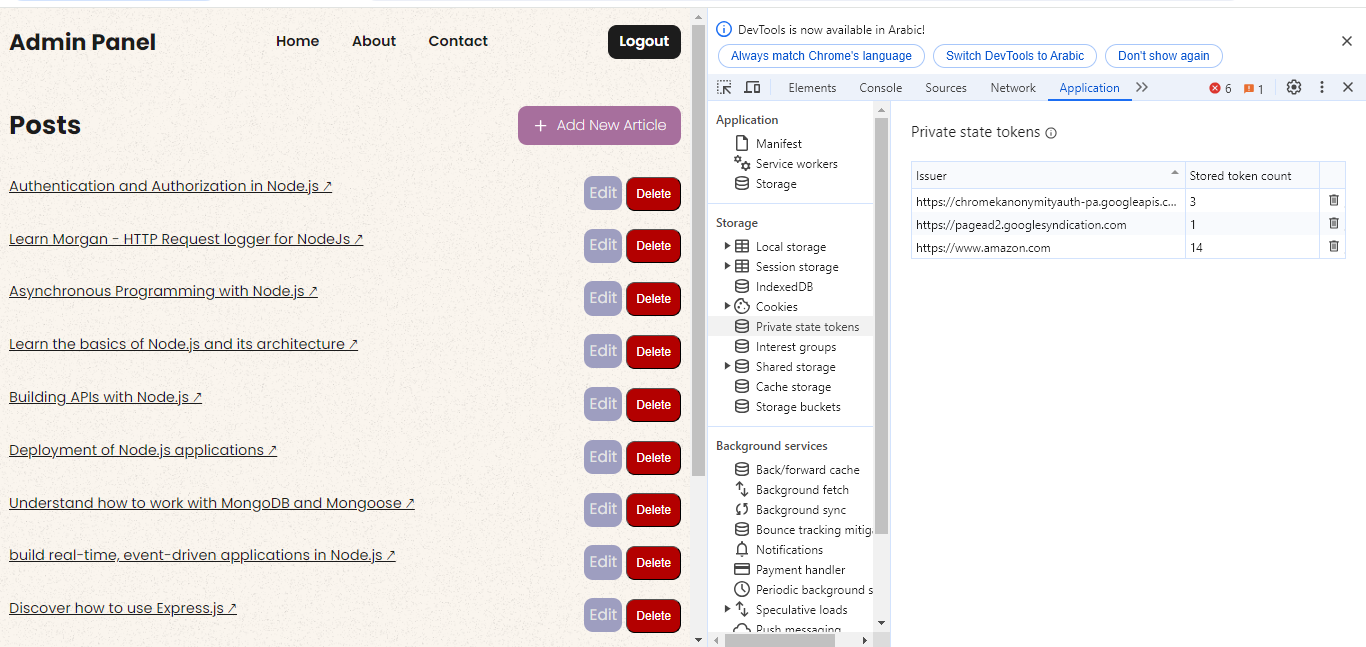 Admin Panel
Home
About
Contact
Logout
Posts
+ Add New Article
Authentication and Authorization in Node.js ↗
Edit
Delete
Learn Morgan - HTTP Request logger for NodeJs ↗
Edit
Delete
Asynchronous Programming with Node.js ↗
Edit
Delete
Learn the basics of Node.js and its architecture ↗
Edit
Delete
Building APIs with Node.js ↗
Edit
Delete
Deployment of Node.js applications ↗
Edit
Delete
Understand how to work with MongoDB and Mongoose ↗
Edit
Delete
build real-time, event-driven applications in Node.js ↗
Edit
Delete
Discover how to use Express.js ↗
Edit
Delete
DevTools is now available in Arabic!
Always match Chrome's language
Switch DevTools to Arabic
Don't show again
Elements
Console
Sources
Network
Application
6
1
Application
Manifest
Service workers
Storage
Storage
Local storage
Session storage
IndexedDB
Cookies
Private state tokens
Interest groups
Shared storage
Cache storage
Storage buckets
Background services
Back/forward cache
Background fetch
Background sync
Bounce tracking mitig
Notifications
Payment handler
Periodic background s
Speculative loads
Push messaging
Private state tokens
Issuer
Stored token count
https://chromekanonymityauth-pa.googleapis.c...
3
https://pagead2.googlesyndication.com
1
https://www.amazon.com
14